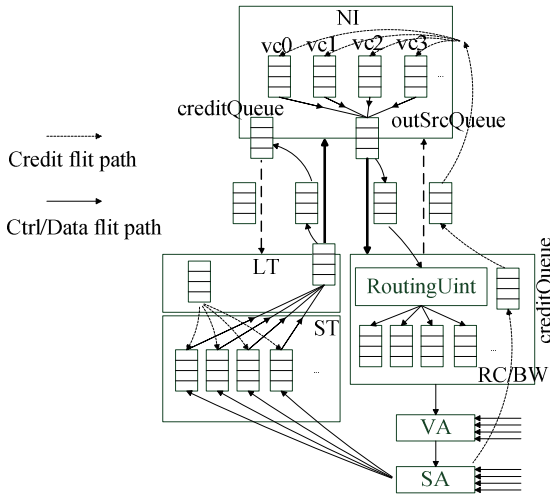 NI
vc0 vc1 vc2 vc3
...
creditQueue
outSrcQueue
Credit flit path
Ctrl/Data flit path
LT
RoutingUint
creditQueue
ST
...
...
RC/BW
VA
SA